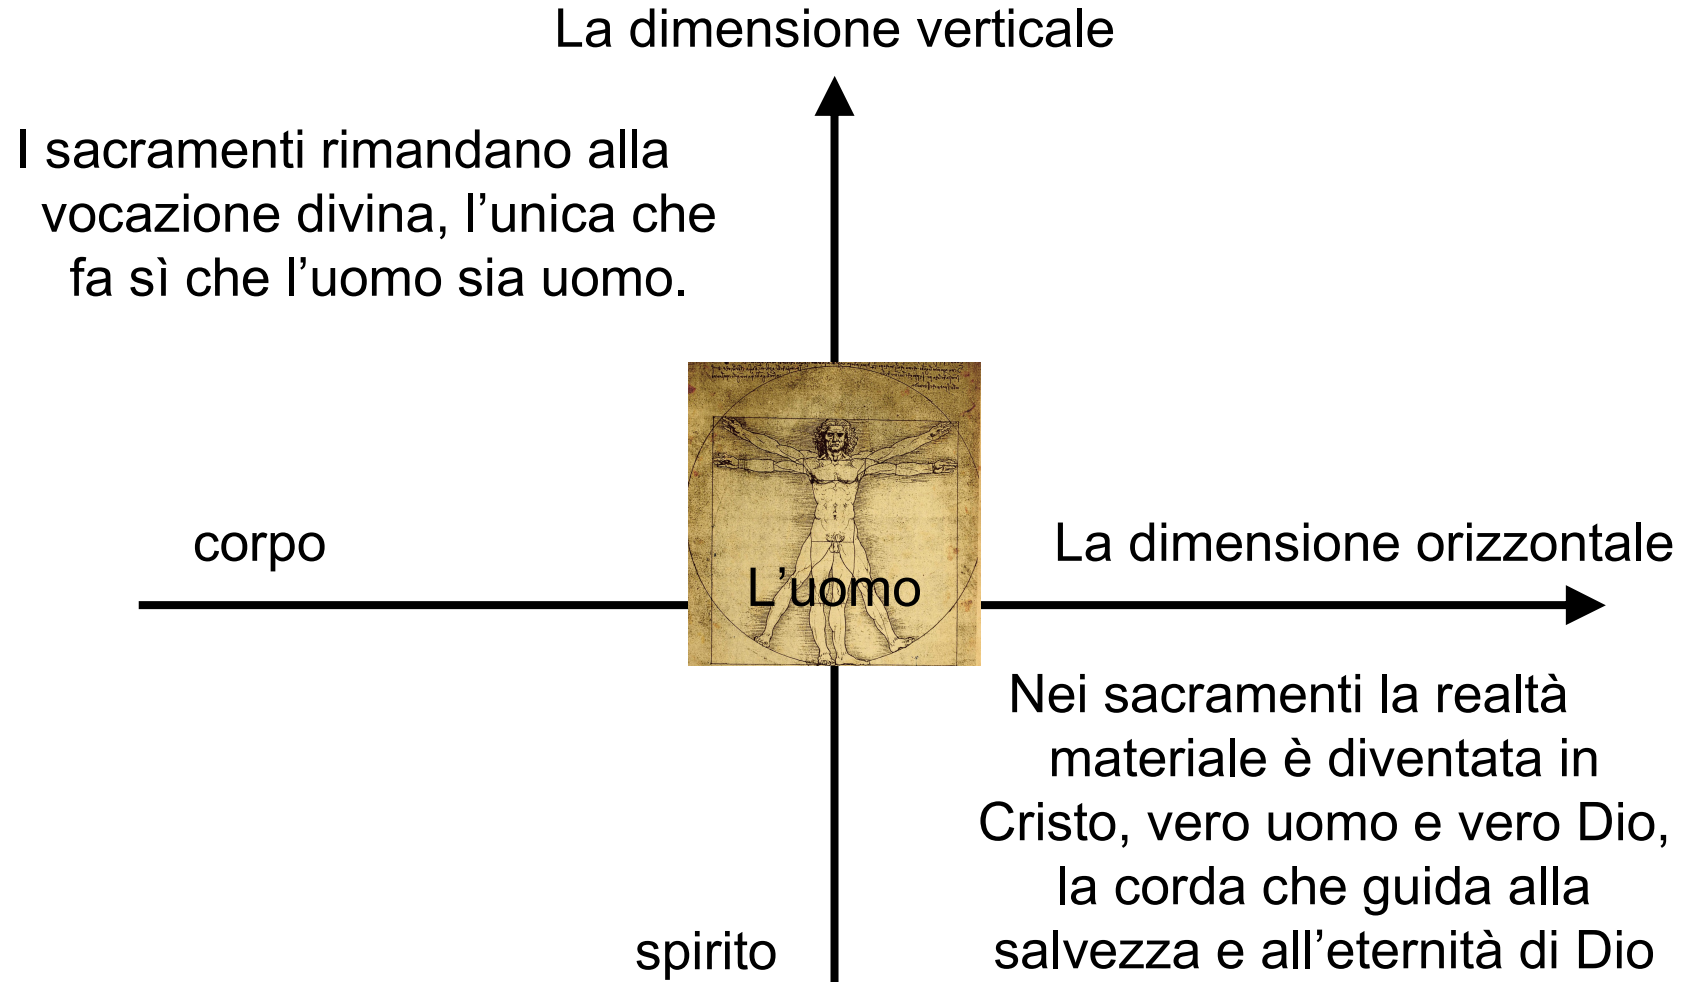 La dimensione verticale
I sacramenti rimandano alla
vocazione divina, l’unica che
fa sì che l’uomo sia uomo.
corpo
La dimensione orizzontale
L’uomo
Nei sacramenti la realtà
materiale è diventata in
Cristo, vero uomo e vero Dio,
la corda che guida alla
salvezza e all’eternità di Dio
spirito